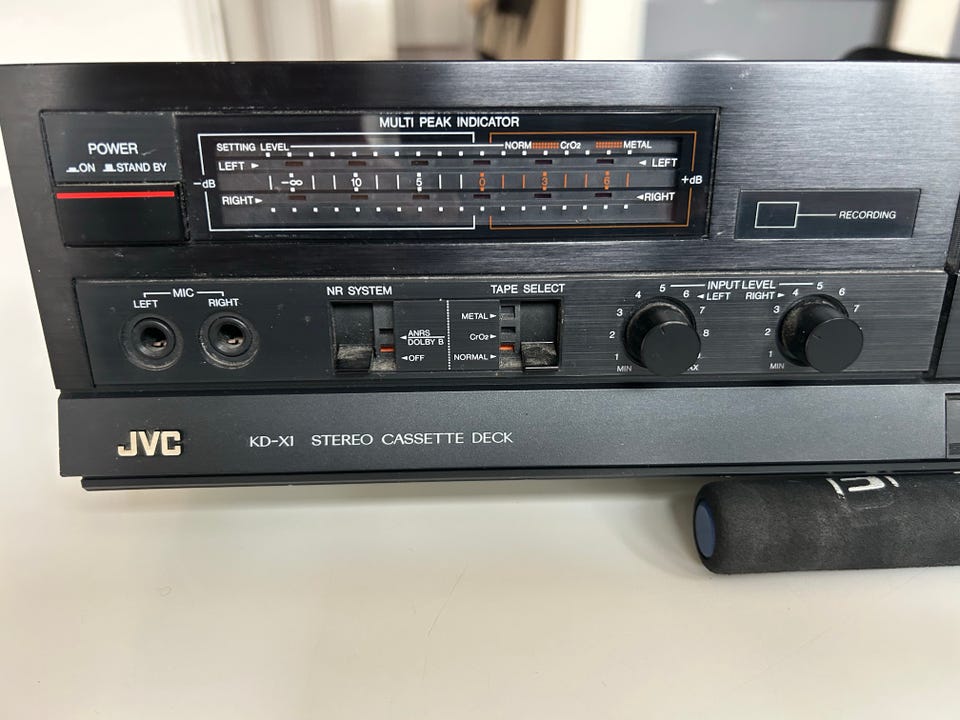 MULTI PEAK INDICATOR
POWER
ON STAND BY
SETTING LEVEL NORM CrO2 METAL
LEFT LEFT
-dB -∞ 10 5 0 3 6 +dB
RIGHT RIGHT
RECORDING
MIC
LEFT RIGHT
NR SYSTEM
ANRS
DOLBY B
OFF
TAPE SELECT
METAL
CrO2
NORMAL
INPUT LEVEL
LEFT RIGHT
1 2 3 4 5 6 7 8
MIN
1 2 3 4 5 6 7
MIN
JVC KD-X1 STEREO CASSETTE DECK